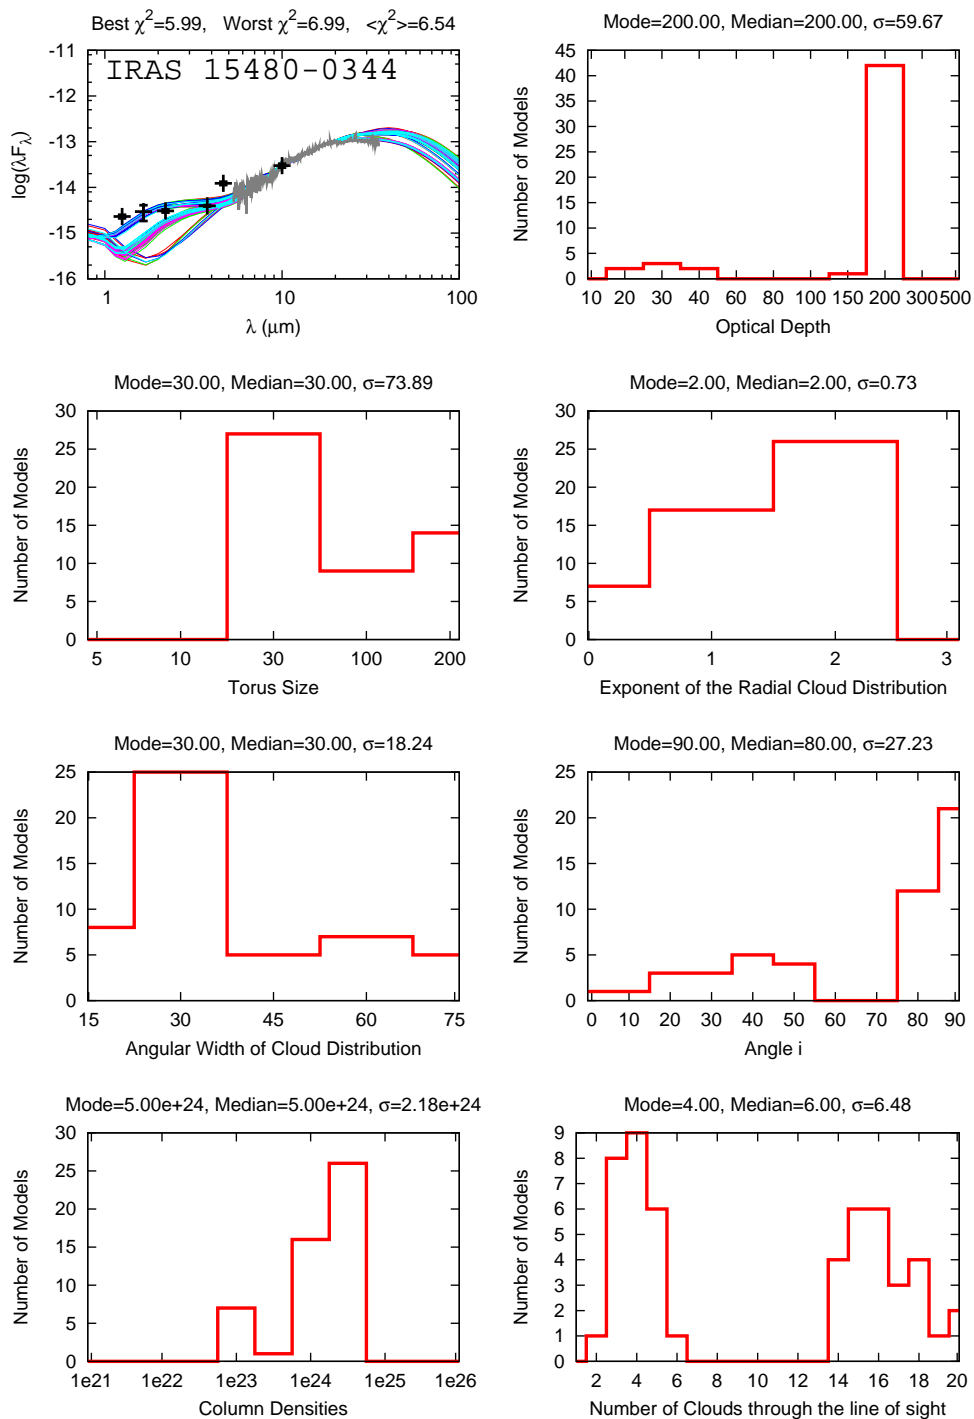 Best χ²=5.99, Worst χ²=6.99, <χ²>=6.54
IRAS 15480-0344
log(λFλ)
-11
-12
-13
-14
-15
-16
1 10 100
λ (μm)
Mode=200.00, Median=200.00, σ=59.67
Number of Models
45
40
35
30
25
20
15
10
5
0
10 20 30 40 50 60 80 100 150 200 300 500
Optical Depth
Mode=30.00, Median=30.00, σ=73.89
Number of Models
30
25
20
15
10
5
0
5 10 30 100 200
Torus Size
Mode=2.00, Median=2.00, σ=0.73
Number of Models
30
25
20
15
10
5
0
0 1 2 3
Exponent of the Radial Cloud Distribution
Mode=30.00, Median=30.00, σ=18.24
Number of Models
25
20
15
10
5
0
15 30 45 60 75
Angular Width of Cloud Distribution
Mode=90.00, Median=80.00, σ=27.23
Number of Models
25
20
15
10
5
0
0 10 20 30 40 50 60 70 80 90
Angle i
Mode=5.00e+24, Median=5.00e+24, σ=2.18e+24
Number of Models
30
25
20
15
10
5
0
1e21 1e22 1e23 1e24 1e25 1e26
Column Densities
Mode=4.00, Median=6.00, σ=6.48
Number of Models
9
8
7
6
5
4
3
2
1
0
2 4 6 8 10 12 14 16 18 20
Number of Clouds through the line of sight